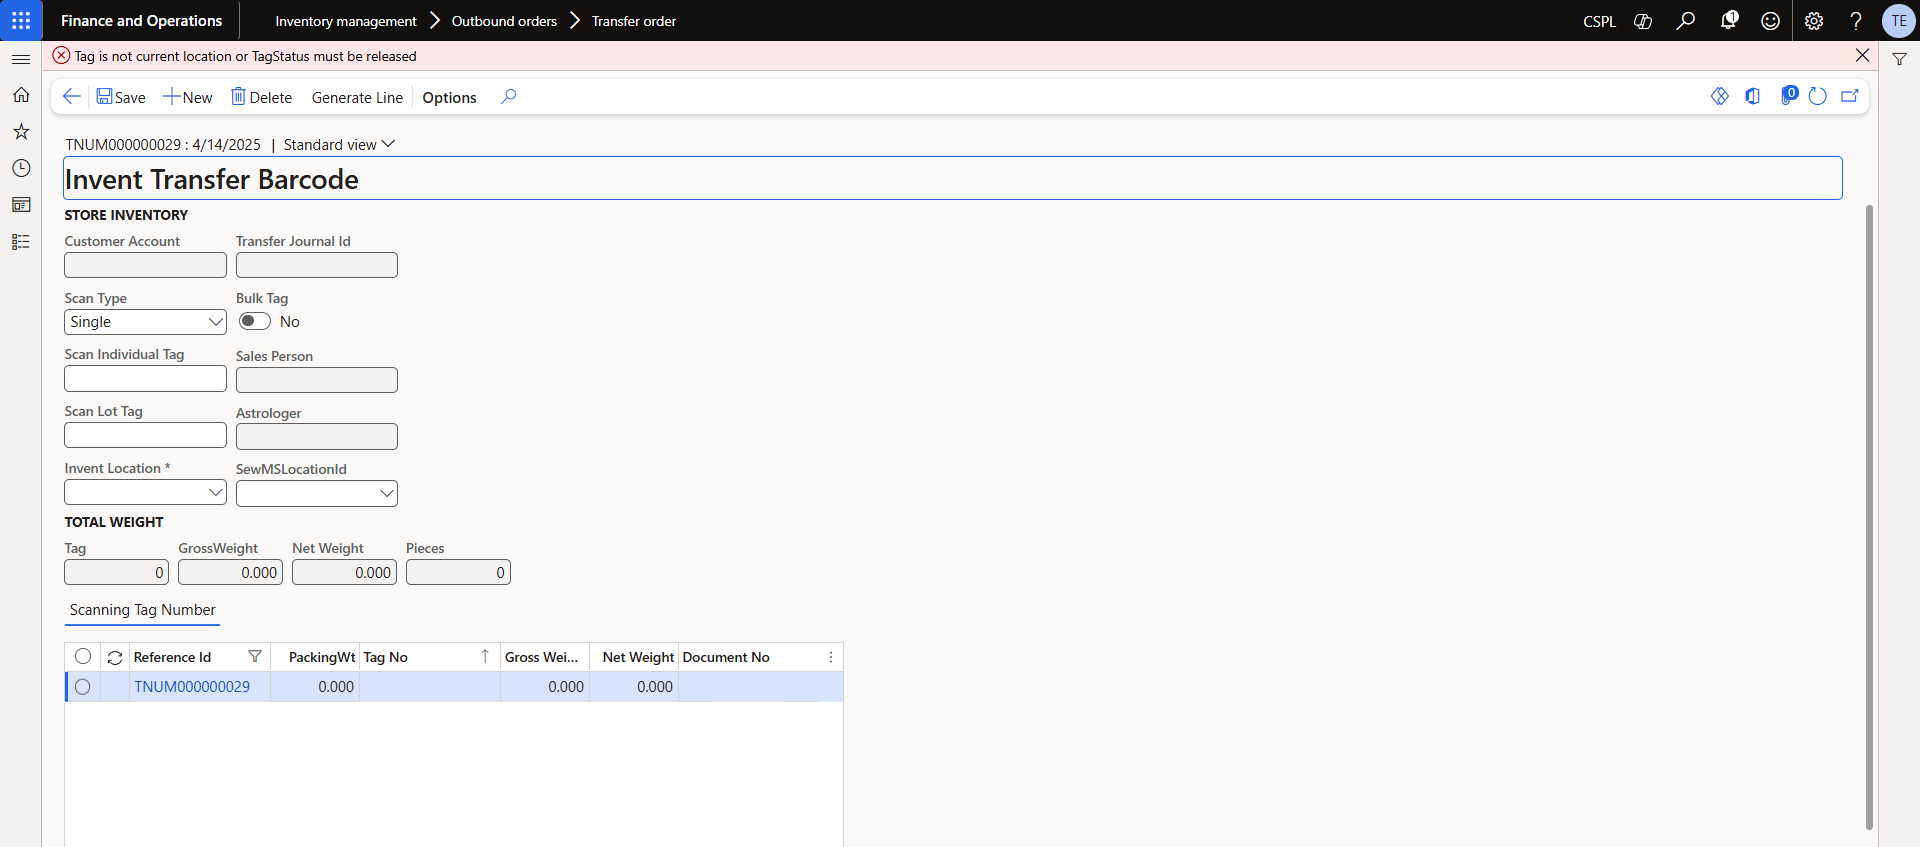 Finance and Operations Inventory management Outbound orders Transfer order CSPL 1 TE
Tag is not current location or TagStatus must be released
Save New Delete Generate Line Options 0
TNUM000000029 : 4/14/2025 | Standard view
Invent Transfer Barcode
STORE INVENTORY
Customer Account Transfer Journal Id
Scan Type Bulk Tag
Single No
Scan Individual Tag Sales Person
Scan Lot Tag Astrologer
Invent Location * SewMSLocationId
TOTAL WEIGHT
Tag GrossWeight Net Weight Pieces
0 0.000 0.000 0
Scanning Tag Number
Reference Id PackingWt Tag No Gross Wei... Net Weight Document No
TNUM000000029 0.000 0.000 0.000